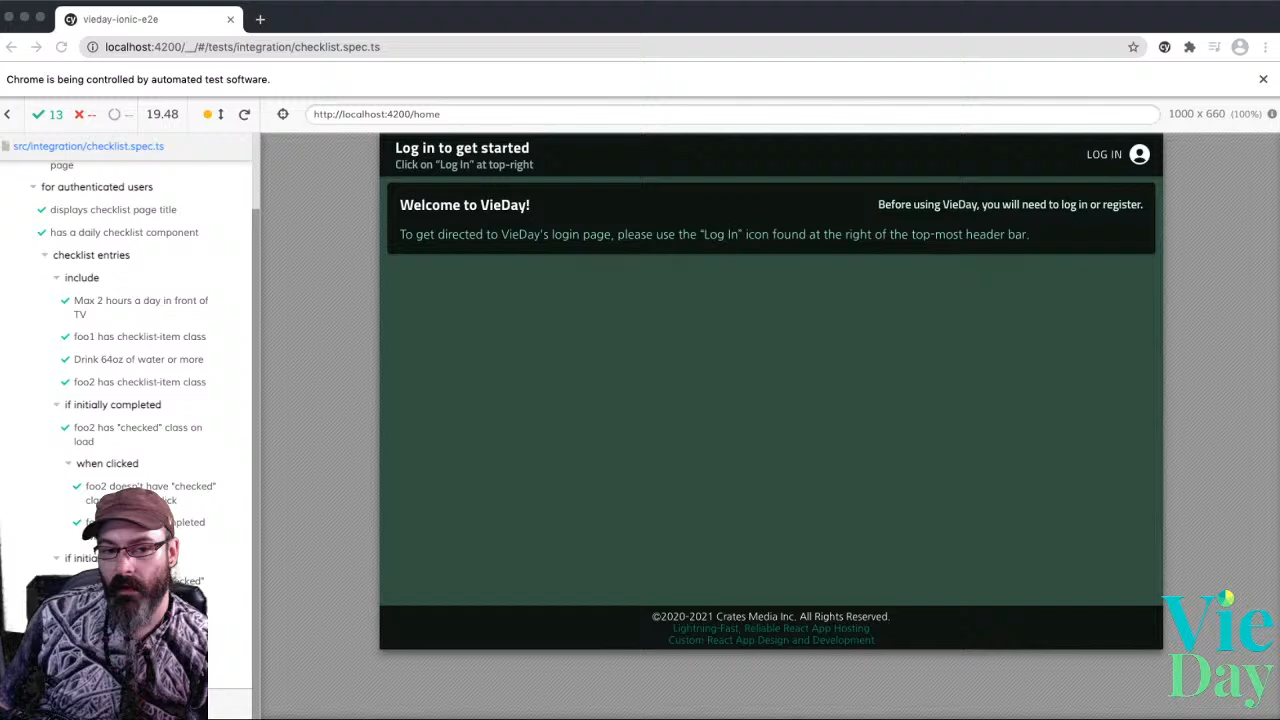 vieday-ionic-e2e
localhost:4200/__/#/tests/integration/checklist.spec.ts
Chrome is being controlled by automated test software.
13
--
--
19.48
http://localhost:4200/home
1000 x 660 (100%)
src/integration/checklist.spec.ts
page
for authenticated users
displays checklist page title
has a daily checklist component
checklist entries
include
Max 2 hours a day in front of
TV
foo1 has checklist-item class
Drink 64oz of water or more
foo2 has checklist-item class
if initially completed
foo2 has "checked" class on
load
when clicked
foo2 doesn't have "checked"
Log in to get started
Click on “Log In” at top-right
LOG IN
Welcome to VieDay!
Before using VieDay, you will need to log in or register.
To get directed to VieDay’s login page, please use the “Log In” icon found at the right of the top-most header bar.
©2020-2021 Crates Media Inc. All Rights Reserved.
Lightning-Fast, Reliable React App Hosting
Custom React App Design and Development
Vie
Day